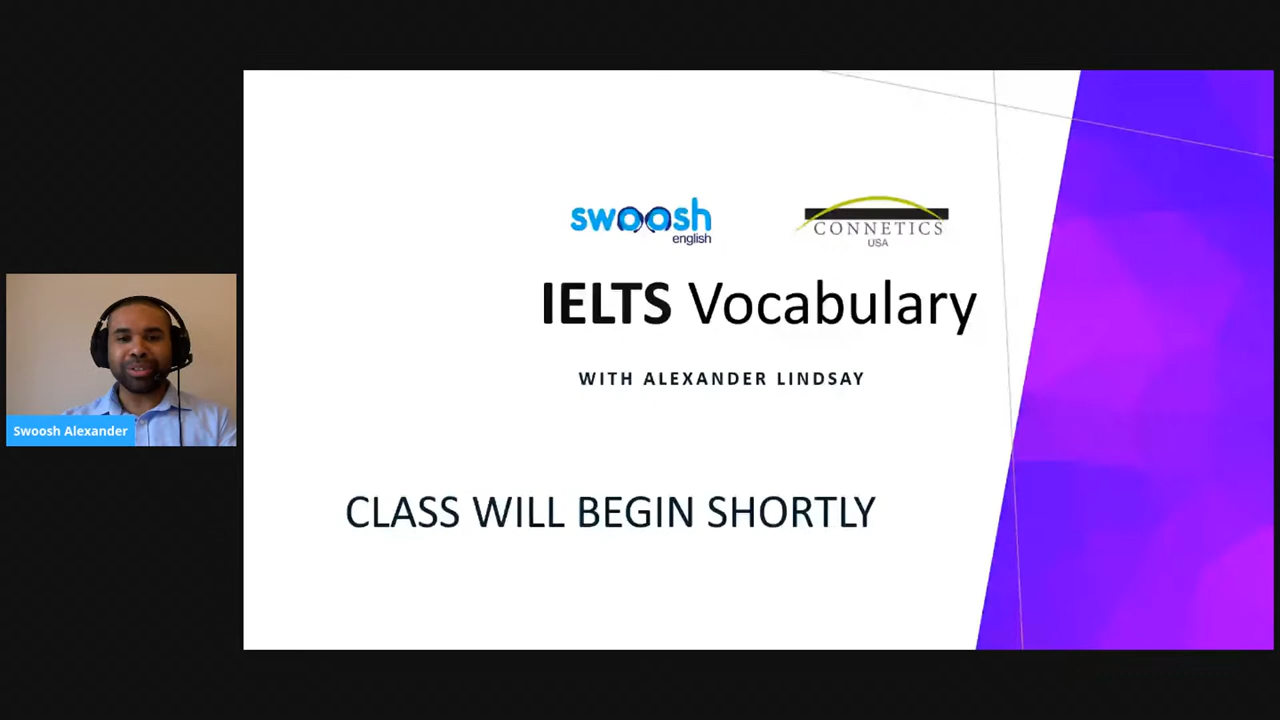 swoosh
english
CONNETICS
USA
IELTS Vocabulary
WITH ALEXANDER LINDSAY
Swoosh Alexander
CLASS WILL BEGIN SHORTLY